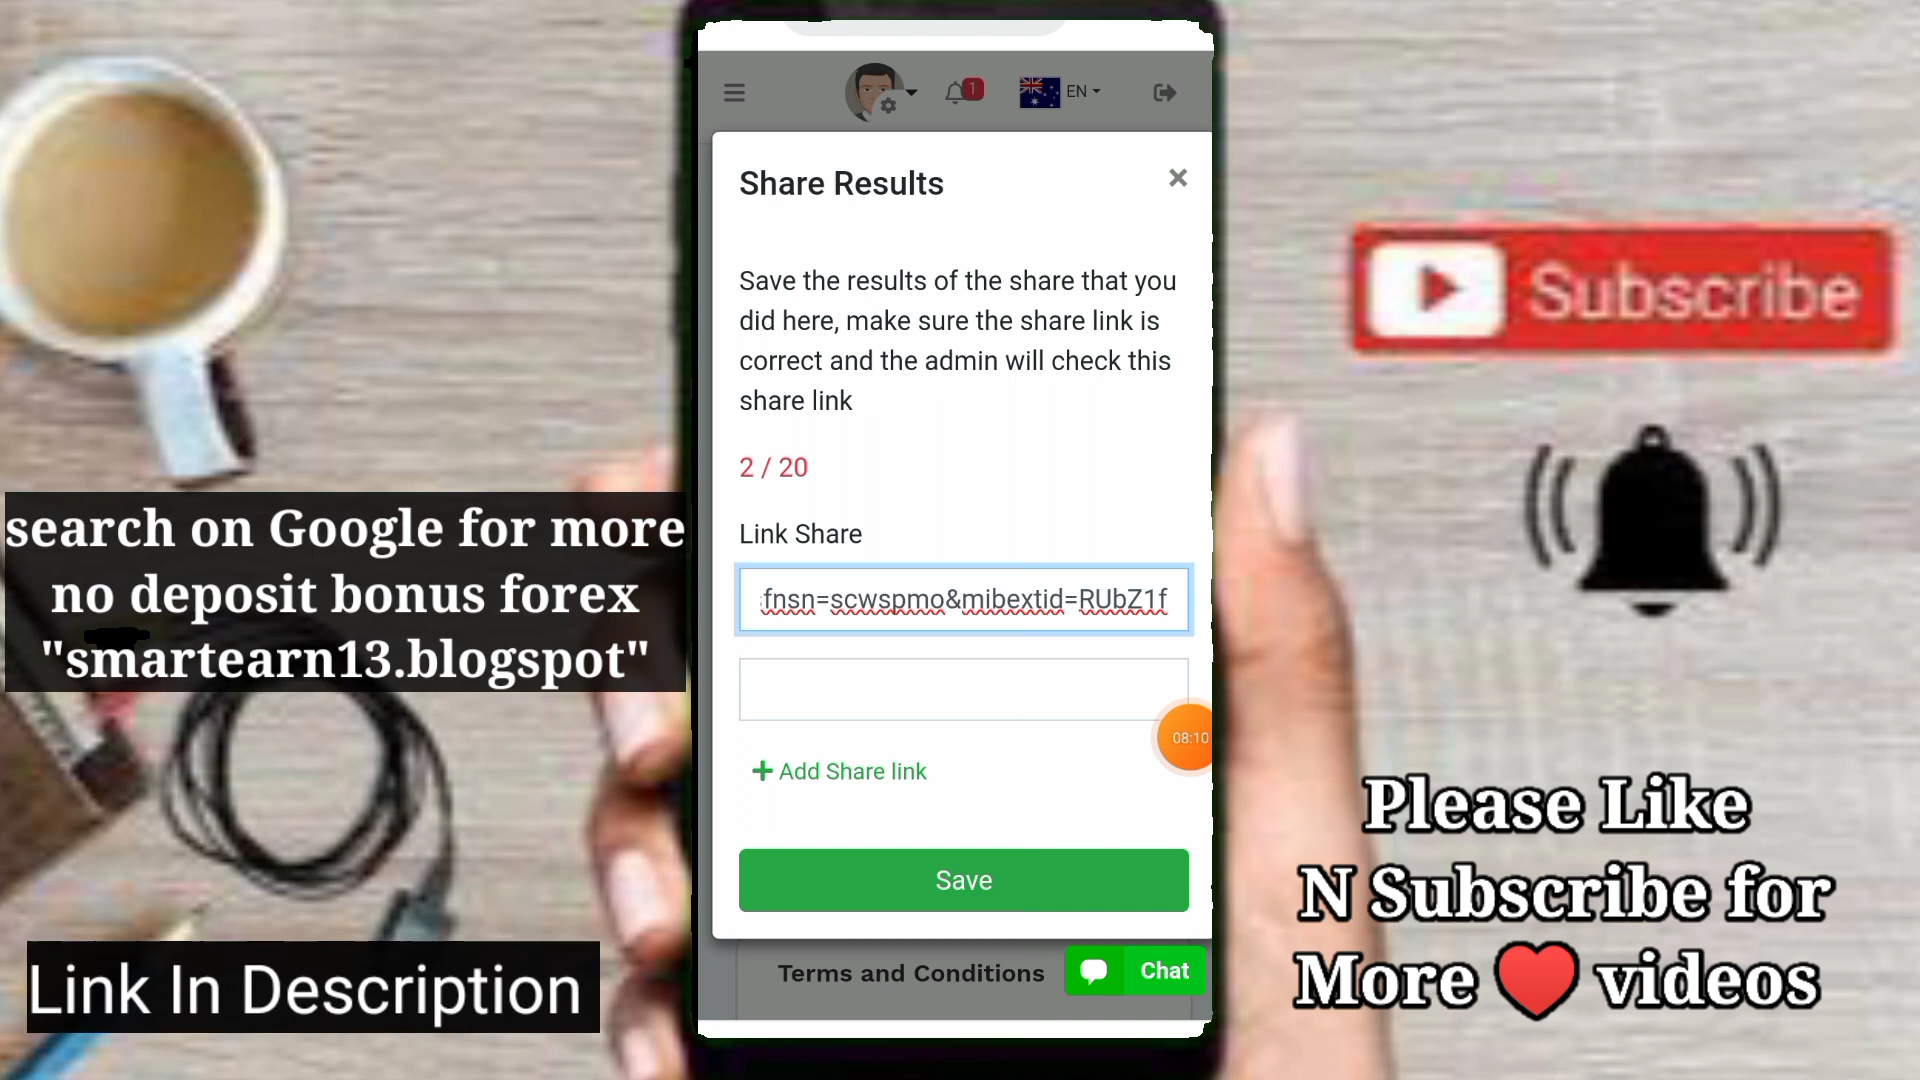 1
EN
Share Results
×
Save the results of the share that you
did here, make sure the share link is
correct and the admin will check this
share link
2 / 20
Link Share
fnsn=scwspmo&mibextid=RUbZ1f
08:10
+ Add Share link
Save
Terms and Conditions
Chat
search on Google for more
no deposit bonus forex
"smartearn13.blogspot"
Link In Description
Subscribe
Please Like
N Subscribe for
More ❤ videos